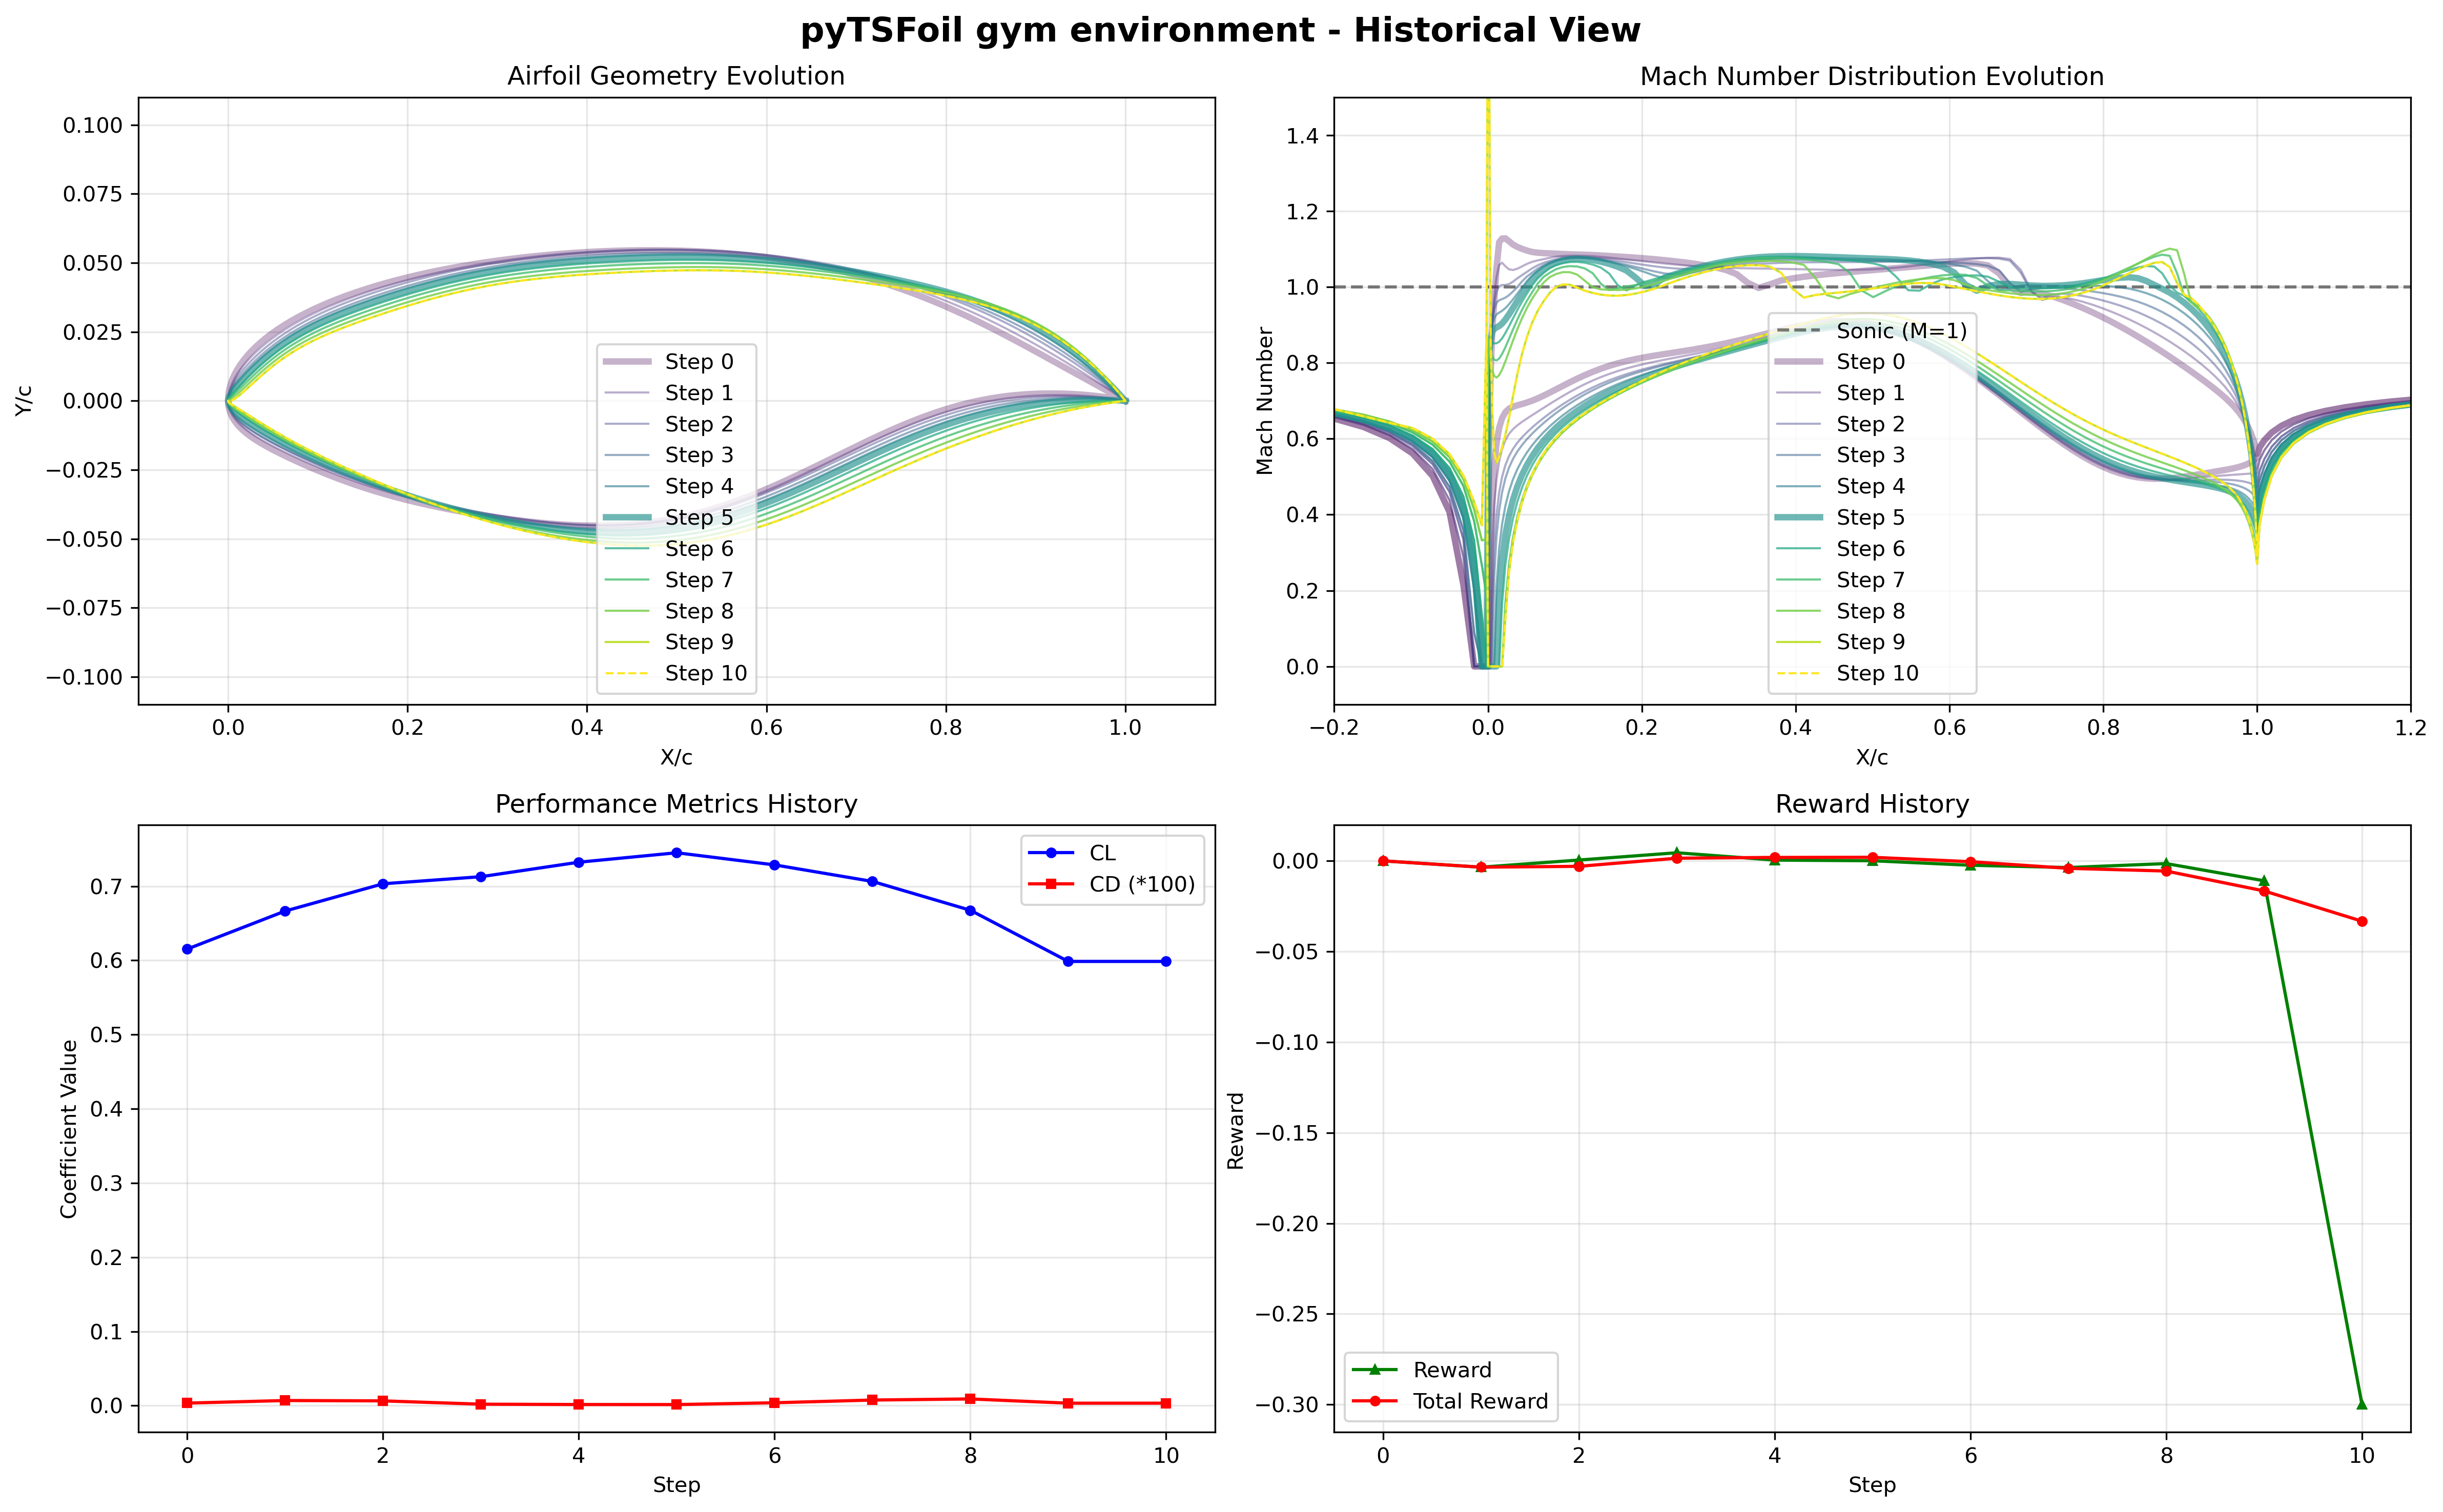 pyTSFoil gym environment - Historical View
Airfoil Geometry Evolution
0.100
0.075
0.050
0.025
0.000
−0.025
−0.050
−0.075
−0.100
Y/c
0.0
0.2
0.4
0.6
0.8
1.0
X/c
Step 0
Step 1
Step 2
Step 3
Step 4
Step 5
Step 6
Step 7
Step 8
Step 9
Step 10
Mach Number Distribution Evolution
1.4
1.2
1.0
0.8
0.6
0.4
0.2
0.0
Mach Number
−0.2
0.0
0.2
0.4
0.6
0.8
1.0
1.2
X/c
Sonic (M=1)
Step 0
Step 1
Step 2
Step 3
Step 4
Step 5
Step 6
Step 7
Step 8
Step 9
Step 10
Performance Metrics History
0.7
0.6
0.5
0.4
0.3
0.2
0.1
0.0
Coefficient Value
0
2
4
6
8
10
Step
CL
CD (*100)
Reward History
0.00
−0.05
−0.10
−0.15
−0.20
−0.25
−0.30
Reward
0
2
4
6
8
10
Step
Reward
Total Reward